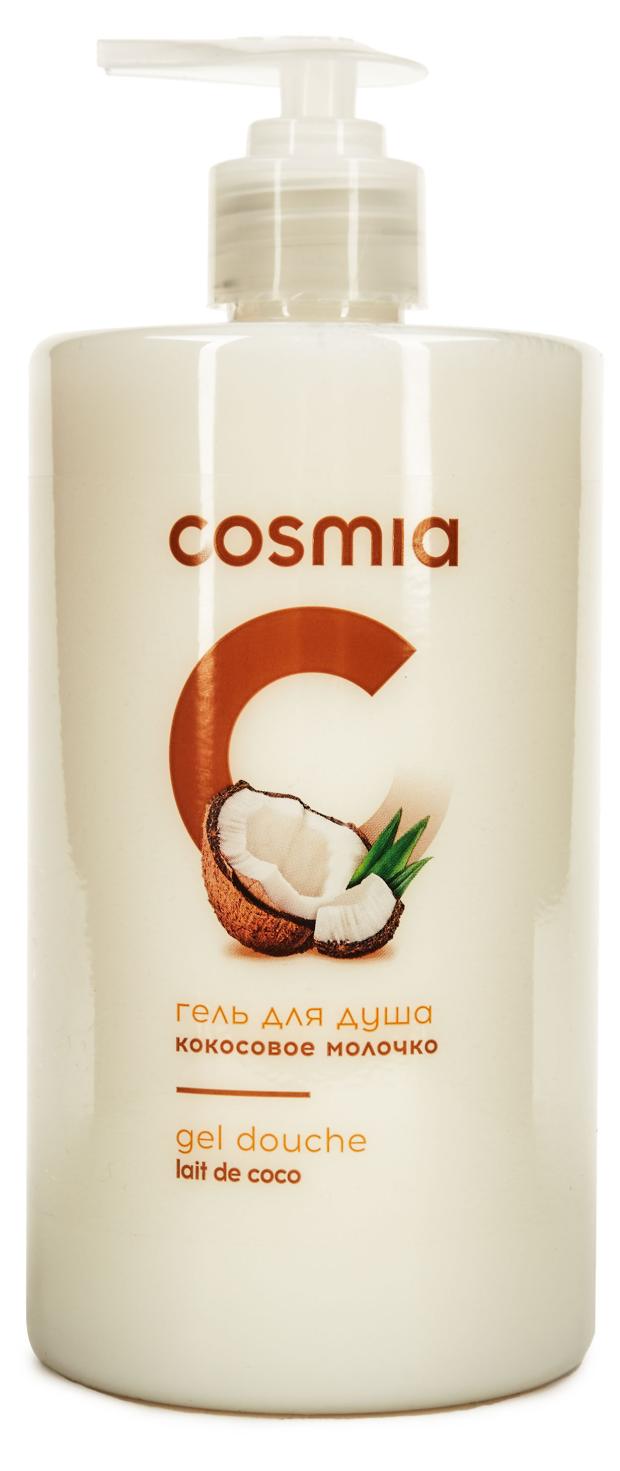 cosmia
C
гель для душа
кокосовое молочко
gel douche
lait de coco